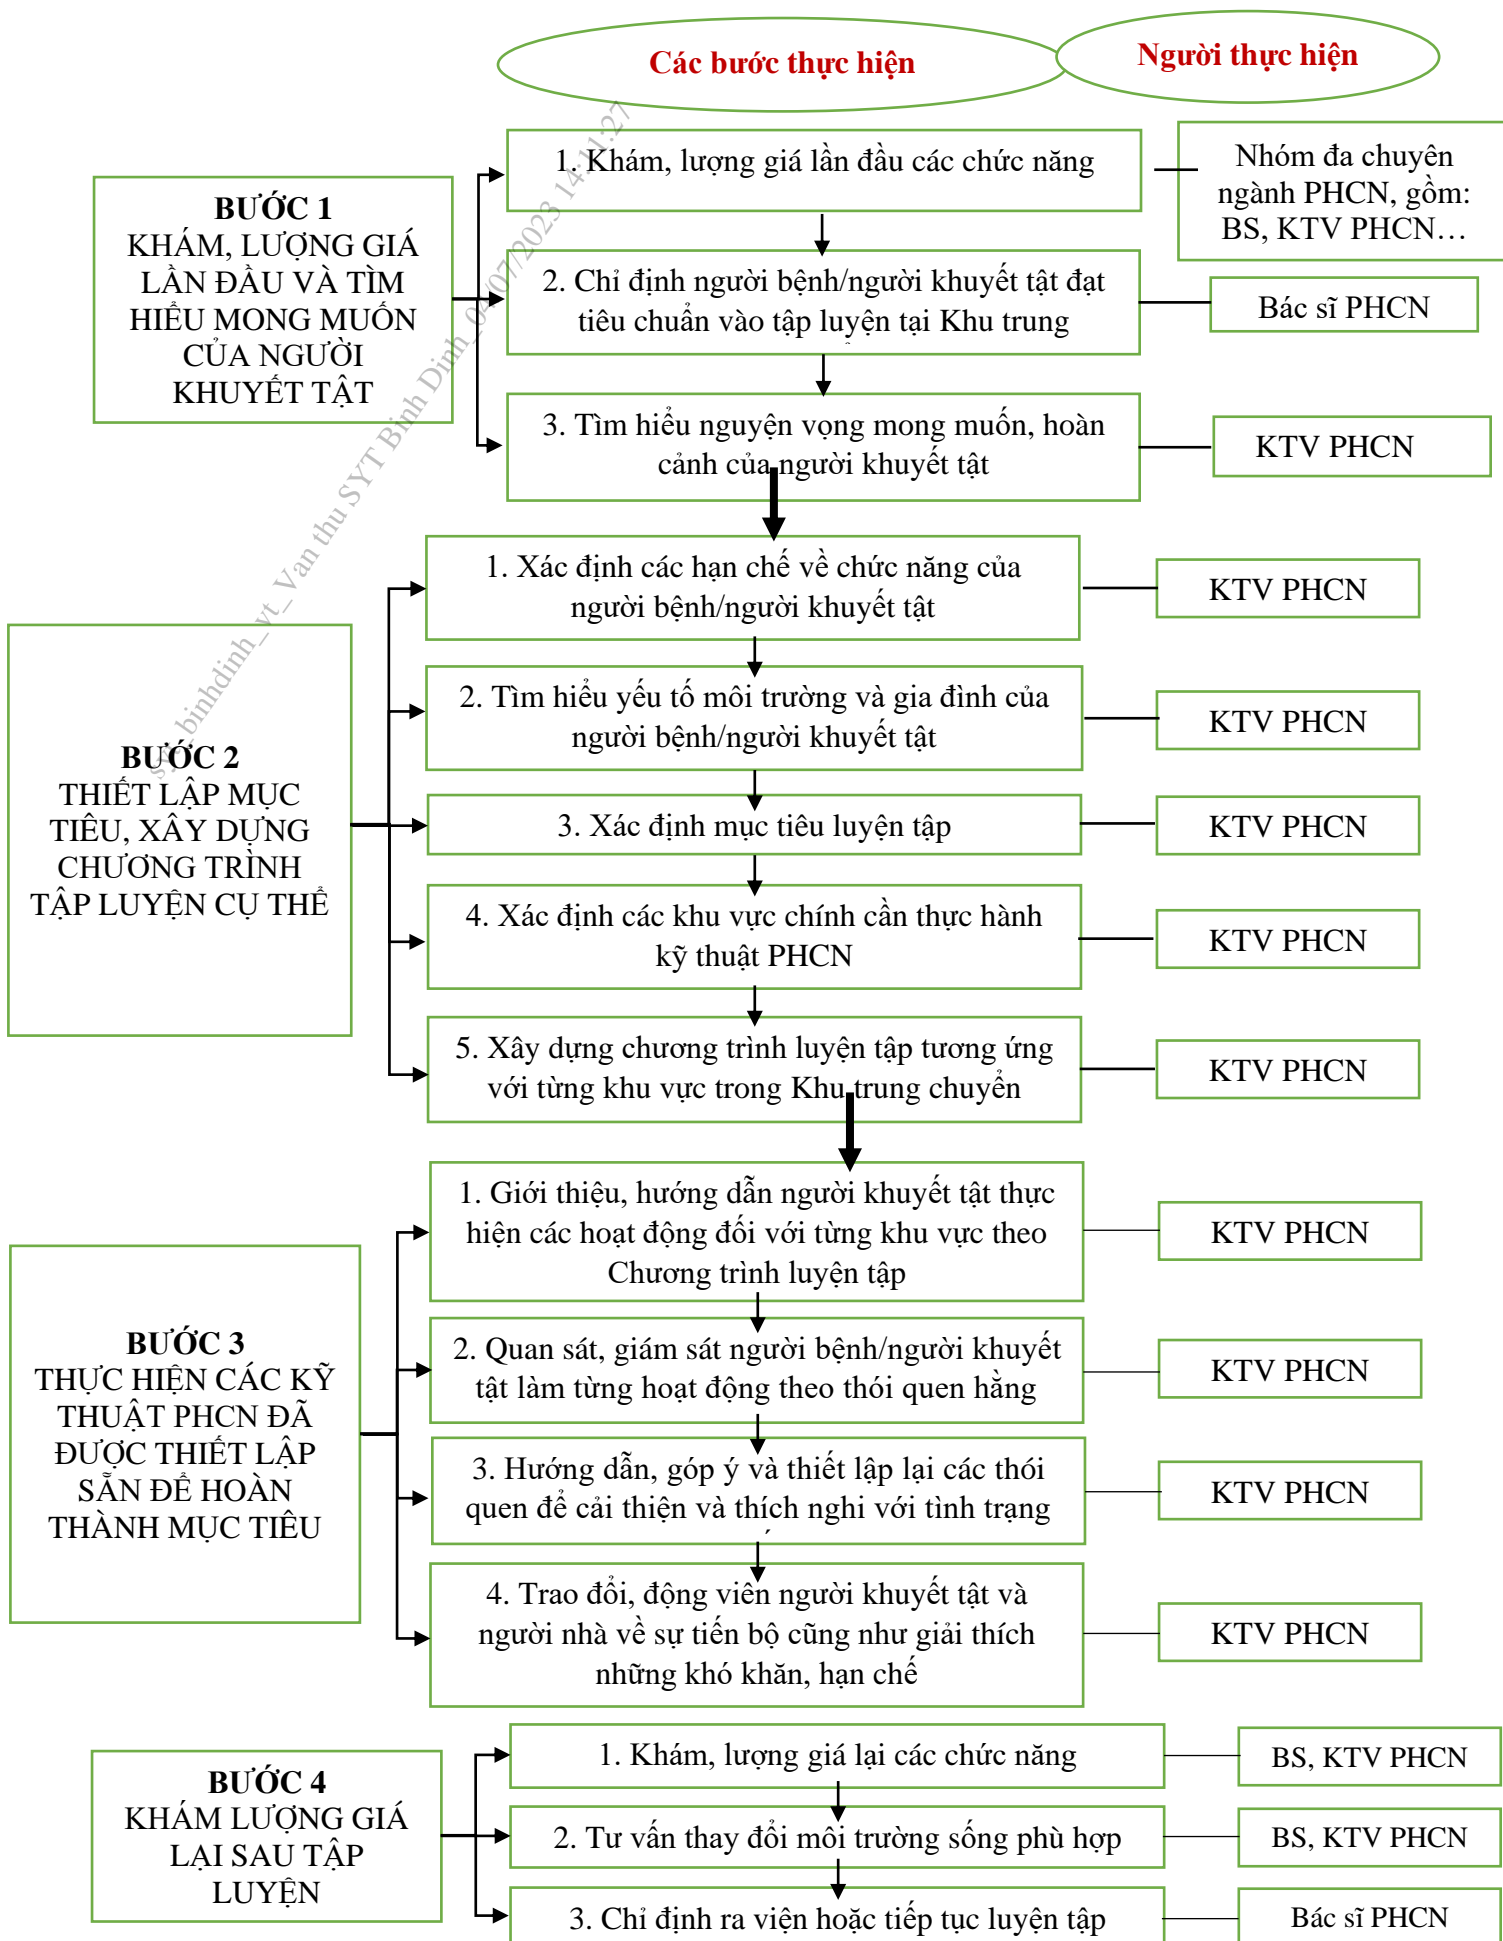 Các bước thực hiện
Người thực hiện
BƯỚC 1
KHÁM, LƯỢNG GIÁ
LẦN ĐẦU VÀ TÌM
HIỂU MONG MUỐN
CỦA NGƯỜI
KHUYẾT TẬT
1. Khám, lượng giá lần đầu các chức năng
Nhóm đa chuyên
ngành PHCN, gồm:
BS, KTV PHCN…
2. Chỉ định người bệnh/người khuyết tật đạt
tiêu chuẩn vào tập luyện tại Khu trung
Bác sĩ PHCN
3. Tìm hiểu nguyện vọng mong muốn, hoàn
cảnh của người khuyết tật
KTV PHCN
BƯỚC 2
THIẾT LẬP MỤC
TIÊU, XÂY DỰNG
CHƯƠNG TRÌNH
TẬP LUYỆN CỤ THỂ
1. Xác định các hạn chế về chức năng của
người bệnh/người khuyết tật
KTV PHCN
2. Tìm hiểu yếu tố môi trường và gia đình của
người bệnh/người khuyết tật
KTV PHCN
3. Xác định mục tiêu luyện tập
KTV PHCN
4. Xác định các khu vực chính cần thực hành
kỹ thuật PHCN
KTV PHCN
5. Xây dựng chương trình luyện tập tương ứng
với từng khu vực trong Khu trung chuyển
KTV PHCN
BƯỚC 3
THỰC HIỆN CÁC KỸ
THUẬT PHCN ĐÃ
ĐƯỢC THIẾT LẬP
SẴN ĐỂ HOÀN
THÀNH MỤC TIÊU
1. Giới thiệu, hướng dẫn người khuyết tật thực
hiện các hoạt động đối với từng khu vực theo
Chương trình luyện tập
KTV PHCN
2. Quan sát, giám sát người bệnh/người khuyết
tật làm từng hoạt động theo thói quen hằng
KTV PHCN
3. Hướng dẫn, góp ý và thiết lập lại các thói
quen để cải thiện và thích nghi với tình trạng
KTV PHCN
4. Trao đổi, động viên người khuyết tật và
người nhà về sự tiến bộ cũng như giải thích
những khó khăn, hạn chế
KTV PHCN
BƯỚC 4
KHÁM LƯỢNG GIÁ
LẠI SAU TẬP
LUYỆN
1. Khám, lượng giá lại các chức năng
BS, KTV PHCN
2. Tư vấn thay đổi môi trường sống phù hợp
BS, KTV PHCN
3. Chỉ định ra viện hoặc tiếp tục luyện tập
Bác sĩ PHCN
syt_binhdinh_vt_Van thu SYT Binh Dinh_04/07/2023 14:11:27